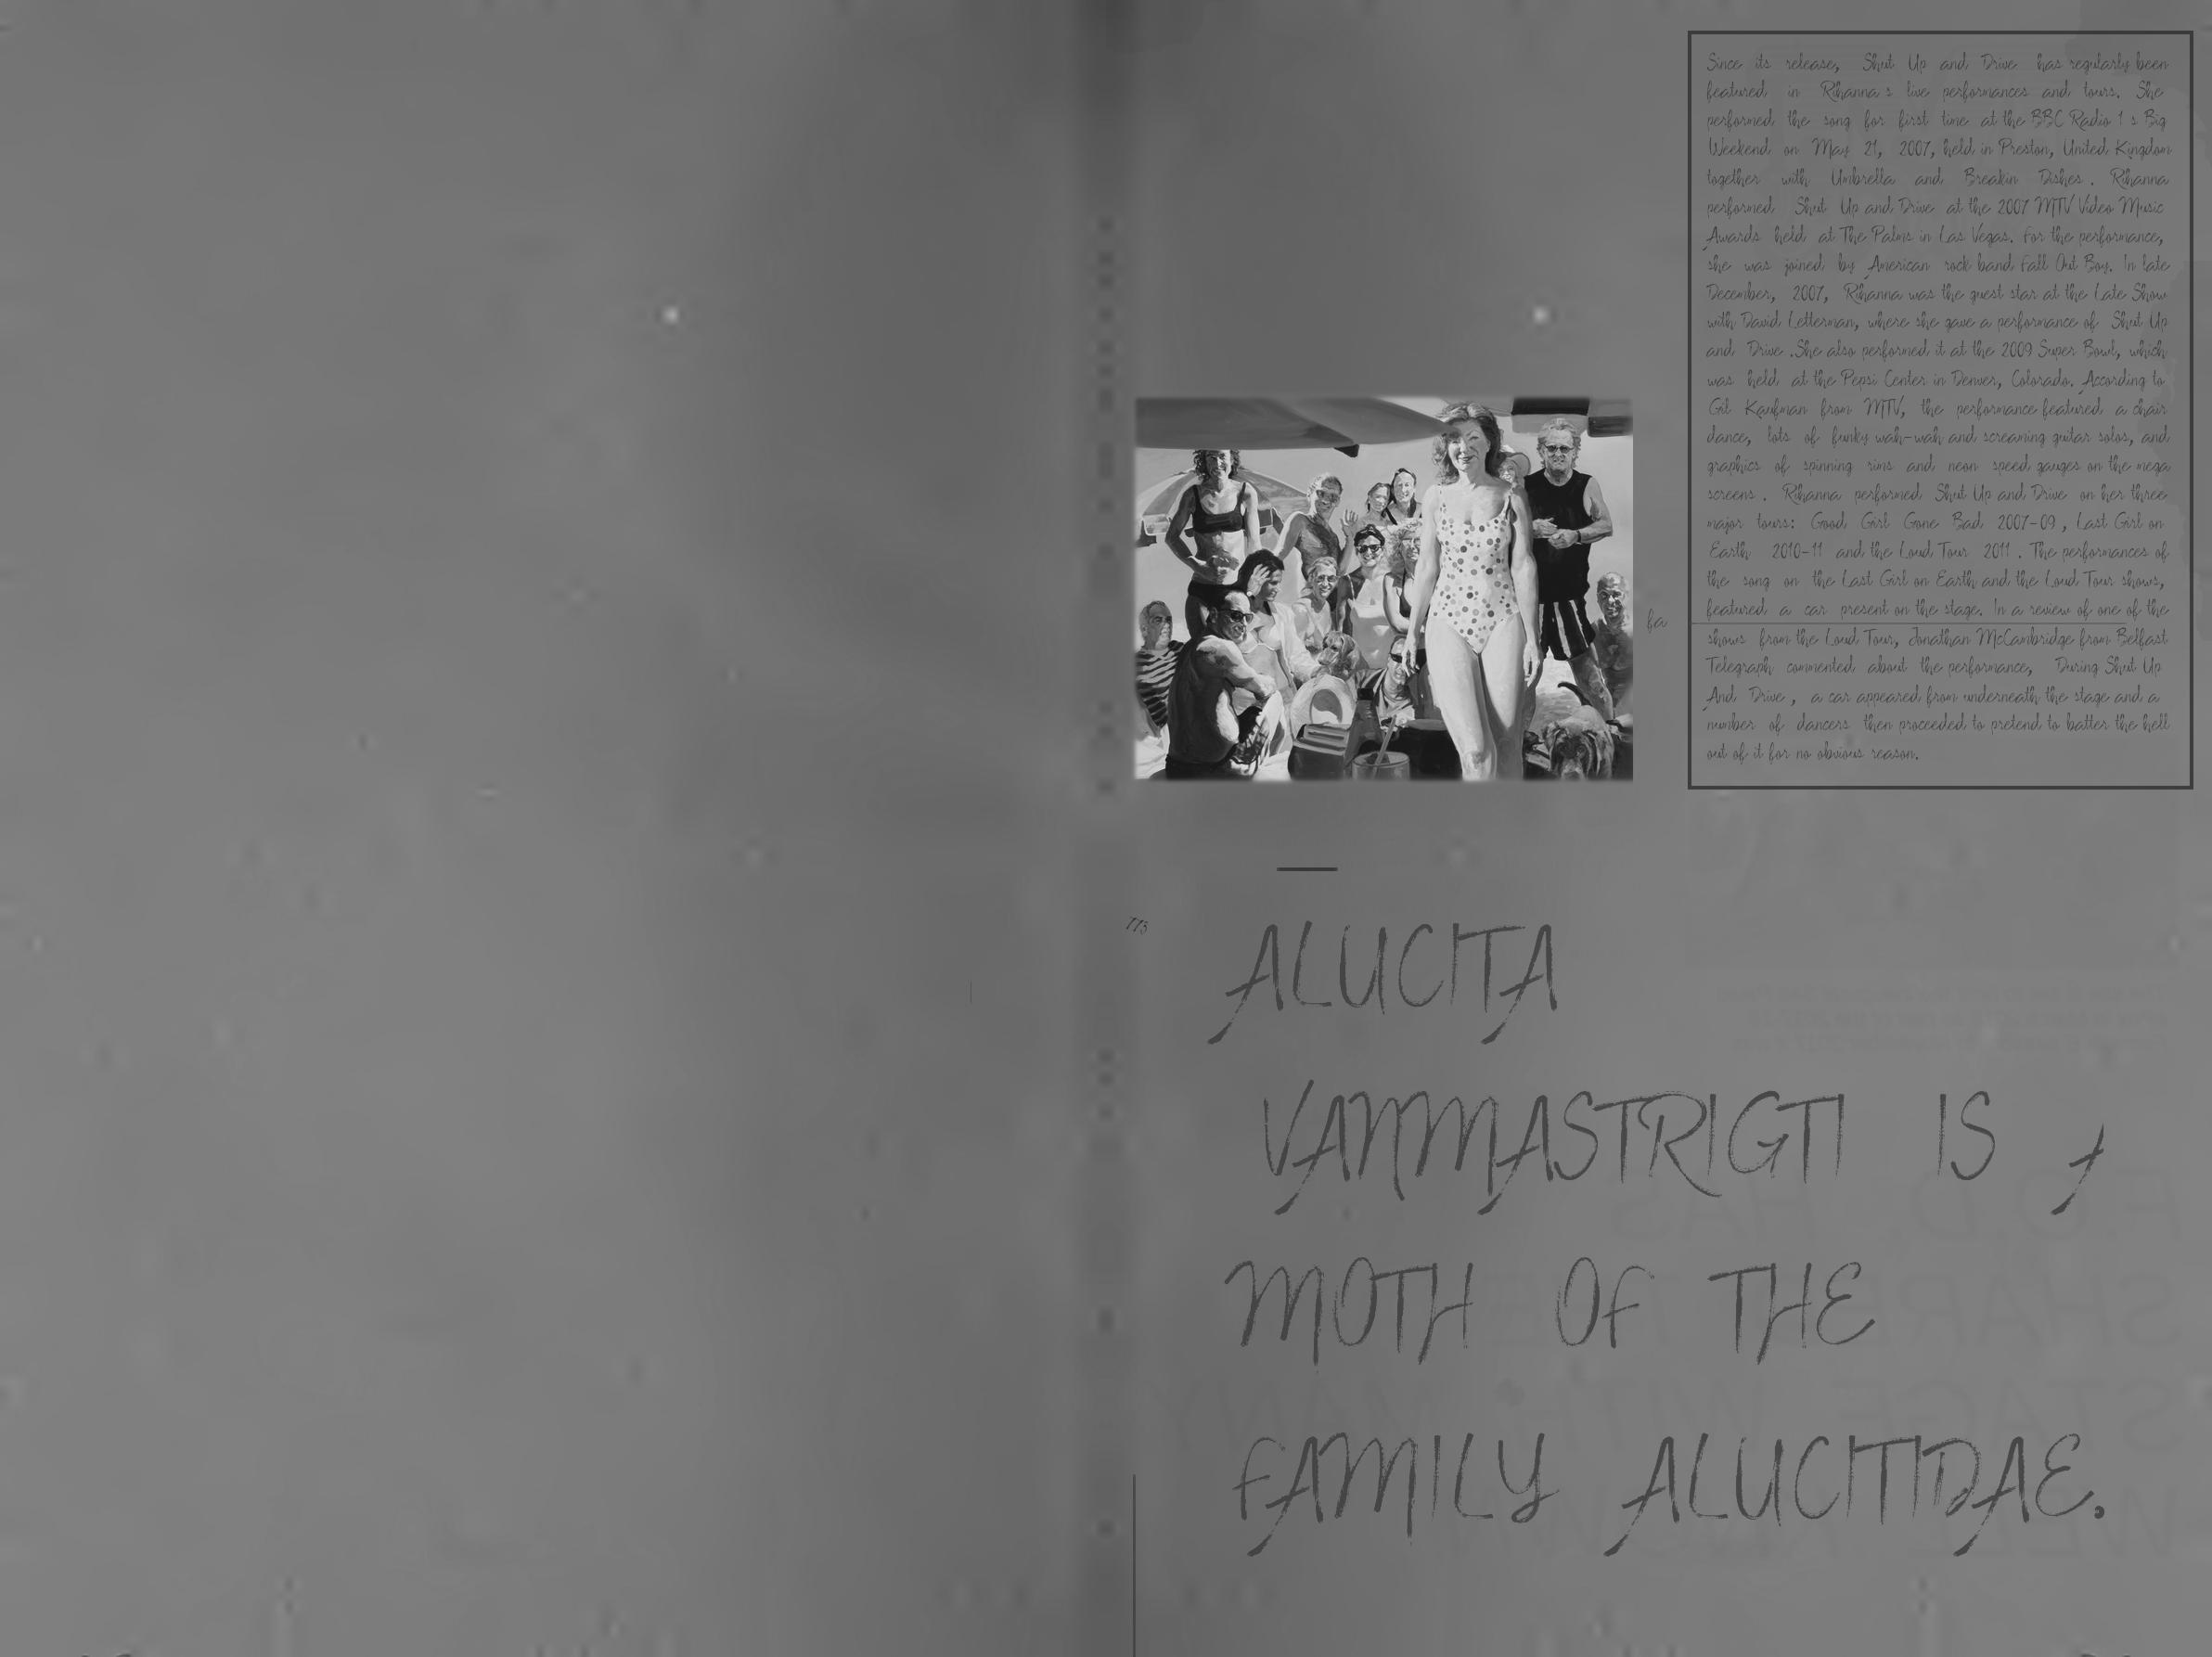 Since its release, Shut Up and Drive has regularly been
featured in Rihanna s live performances and tours. She
performed the song for first time at the BBC Radio 1 s Big
Weekend on May 21, 2007, held in Preston, United Kingdom
together with Umbrella and Breakin Dishes . Rihanna
performed Shut Up and Drive at the 2007 MTV Video Music
Awards held at The Palms in Las Vegas. For the performance,
she was joined by American rock band Fall Out Boy. In late
December, 2007, Rihanna was the guest star at the Late Show
with David Letterman, where she gave a performance of Shut Up
and Drive .She also performed it at the 2009 Super Bowl, which
was held at the Pepsi Center in Denver, Colorado. According to
Gil Kaufman from MTV, the performance featured a chair
dance, lots of funky wah-wah and screaming guitar solos, and
graphics of spinning rims and neon speed gauges on the mega
screens . Rihanna performed Shut Up and Drive on her three
major tours: Good Girl Gone Bad 2007-09 , Last Girl on
Earth 2010-11 and the Loud Tour 2011 . The performances of
the song on the Last Girl on Earth and the Loud Tour shows,
featured a car present on the stage. In a review of one of the
shows from the Loud Tour, Jonathan McCambridge from Belfast
Telegraph commented about the performance, During Shut Up
And Drive , a car appeared from underneath the stage and a
number of dancers then proceeded to pretend to batter the hell
out of it for no obvious reason.
fa
773
ALUCITA
VANMASTRIGTI IS
MOTH OF THE
FAMILY ALUCITIDAE.